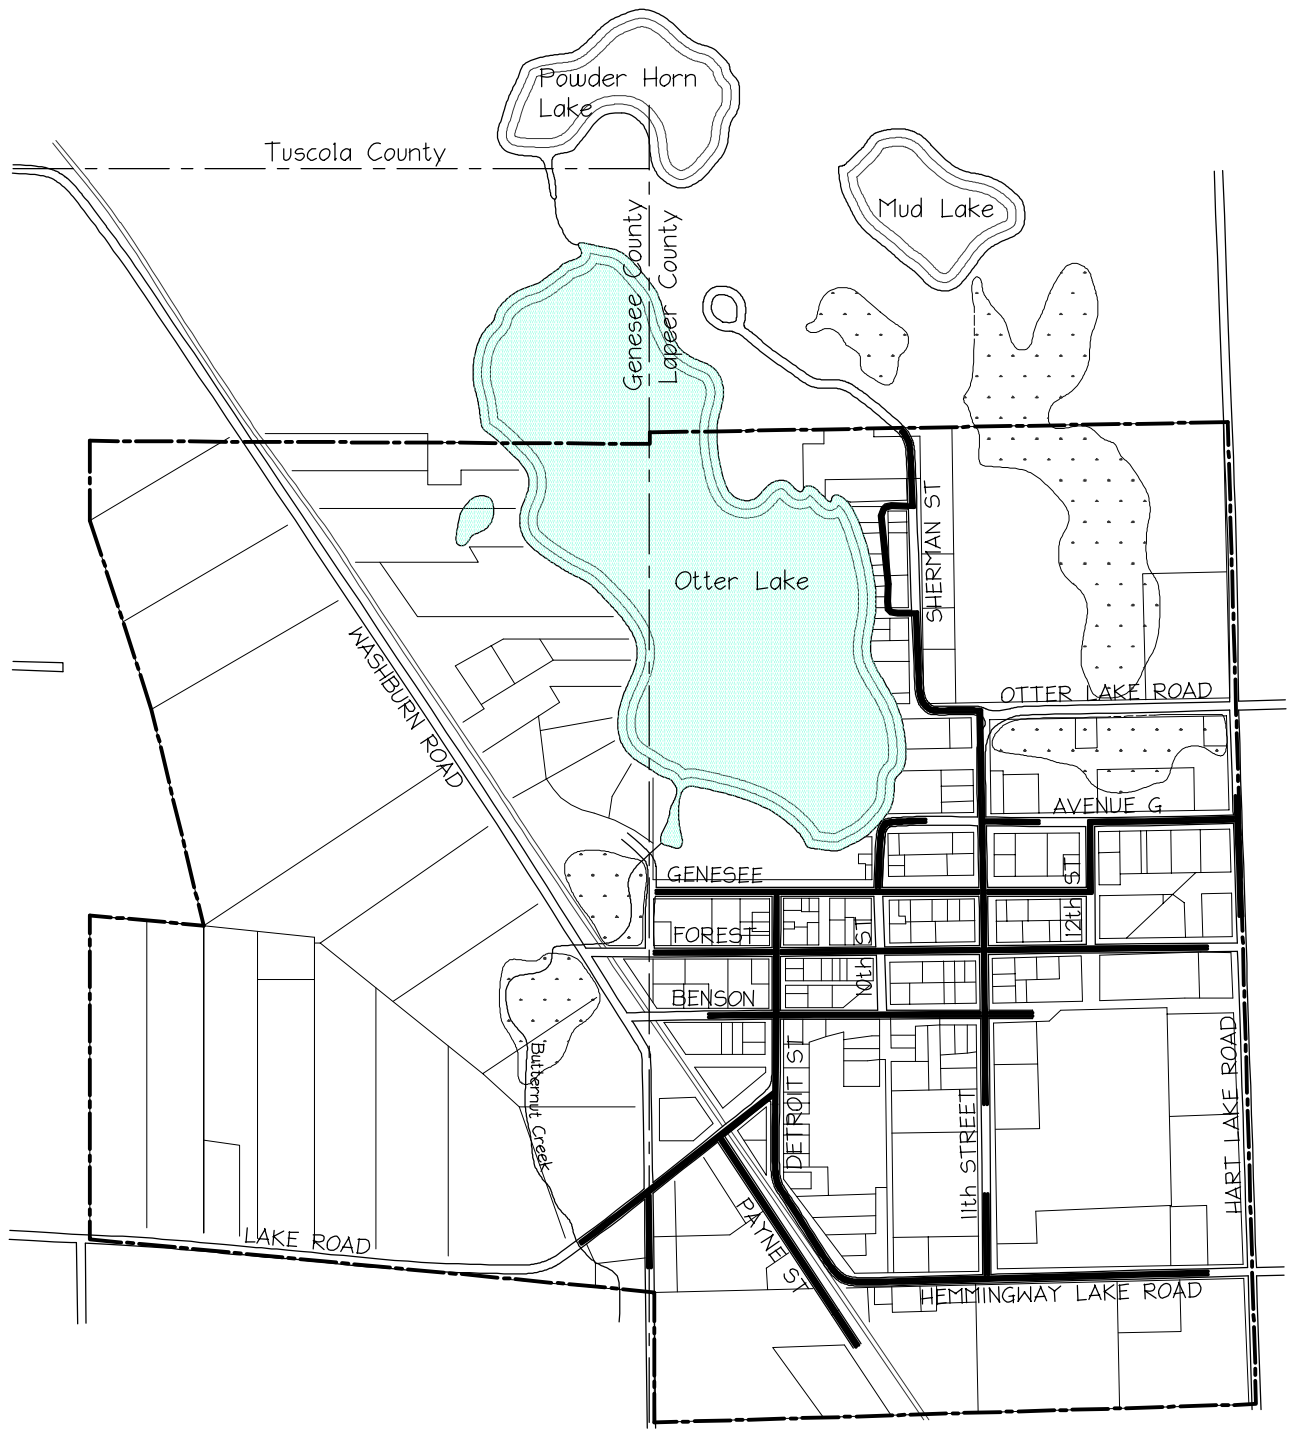 Powder Horn
Lake
Tuscola County
Mud Lake
Genesee County
Lapeer County
SHERMAN ST
Otter Lake
WASHBURN ROAD
OTTER LAKE ROAD
AVENUE G
GENESEE
12th ST
FOREST
10th ST
BENSON
'Butternut Creek
DETROIT ST
11th STREET
HART LAKE ROAD
PAYNE ST
LAKE ROAD
HEMMINGWAY LAKE ROAD